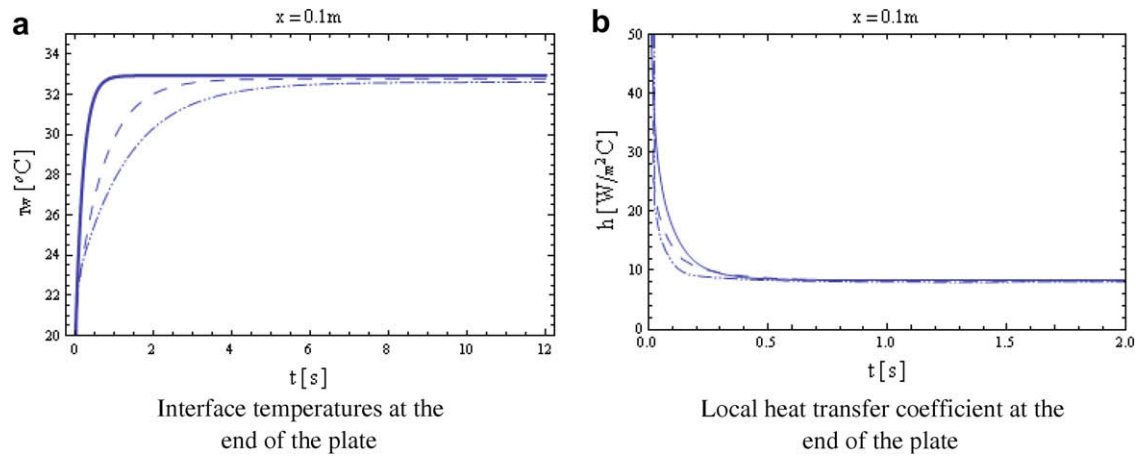 a
x = 0.1m
34
32
30
28
26
24
22
20
Tw [°C]
0 2 4 6 8 10 12
t[s]
Interface temperatures at the
end of the plate
b
x = 0.1m
50
40
30
20
10
0
h [W/m²C]
0.0 0.5 1.0 1.5 2.0
t[s]
Local heat transfer coefficient at the
end of the plate